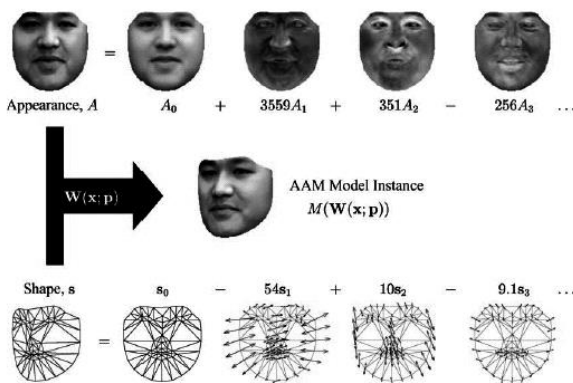 =
Appearance, A A₀ + 3559A₁ + 351A₂ − 256A₃ ...
W(x; p)
AAM Model Instance
M(W(x; p))
Shape, s s₀ − 54s₁ + 10s₂ − 9.1s₃ ...
=